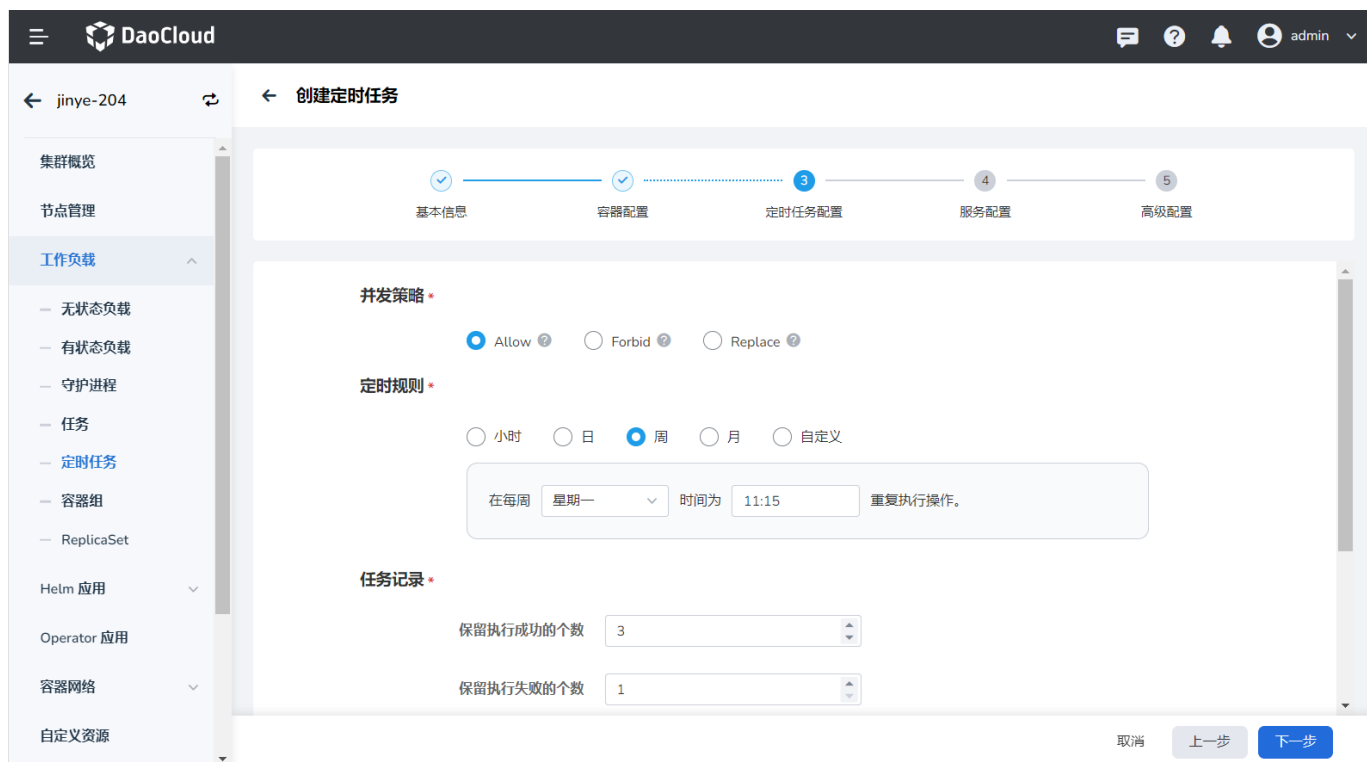 DaoCloud
admin
jinye-204
创建定时任务
集群概览
节点管理
工作负载
无状态负载
有状态负载
守护进程
任务
定时任务
容器组
ReplicaSet
Helm 应用
Operator 应用
容器网络
自定义资源
3 4 5
基本信息 容器配置 定时任务配置 服务配置 高级配置
并发策略 *
Allow ? Forbid ? Replace ?
定时规则 *
小时 日 周 月 自定义
在每周 星期一 时间为 11:15 重复执行操作。
任务记录 *
保留执行成功的个数 3
保留执行失败的个数 1
取消 上一步 下一步